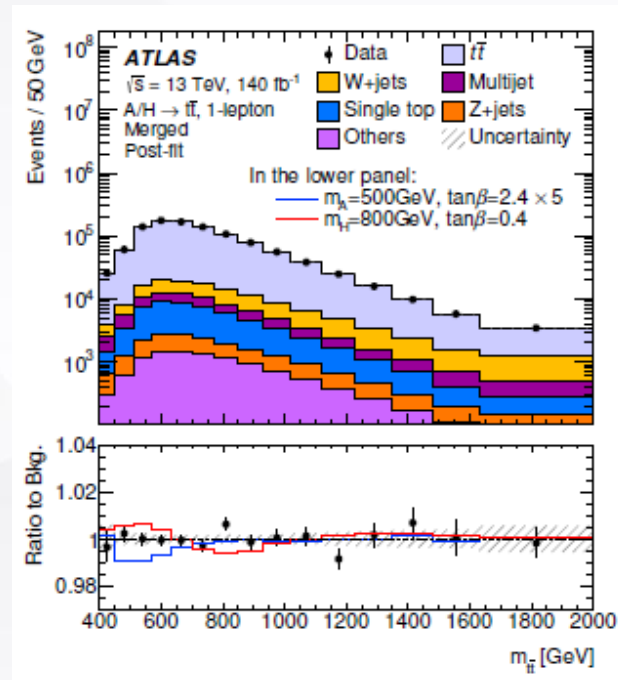 ATLAS
√s = 13 TeV, 140 fb⁻¹
A/H → tt̄, 1-lepton
Merged
Post-fit
Data
tt̄
W+jets
Multijet
Single top
Z+jets
Others
Uncertainty
In the lower panel:
m_A=500GeV, tanβ=2.4 × 5
m_H=800GeV, tanβ=0.4
Events / 50 GeV
10⁸
10⁷
10⁶
10⁵
10⁴
10³
Ratio to Bkg.
1.04
1.02
1
0.98
400 600 800 1000 1200 1400 1600 1800 2000
m_tt̄ [GeV]